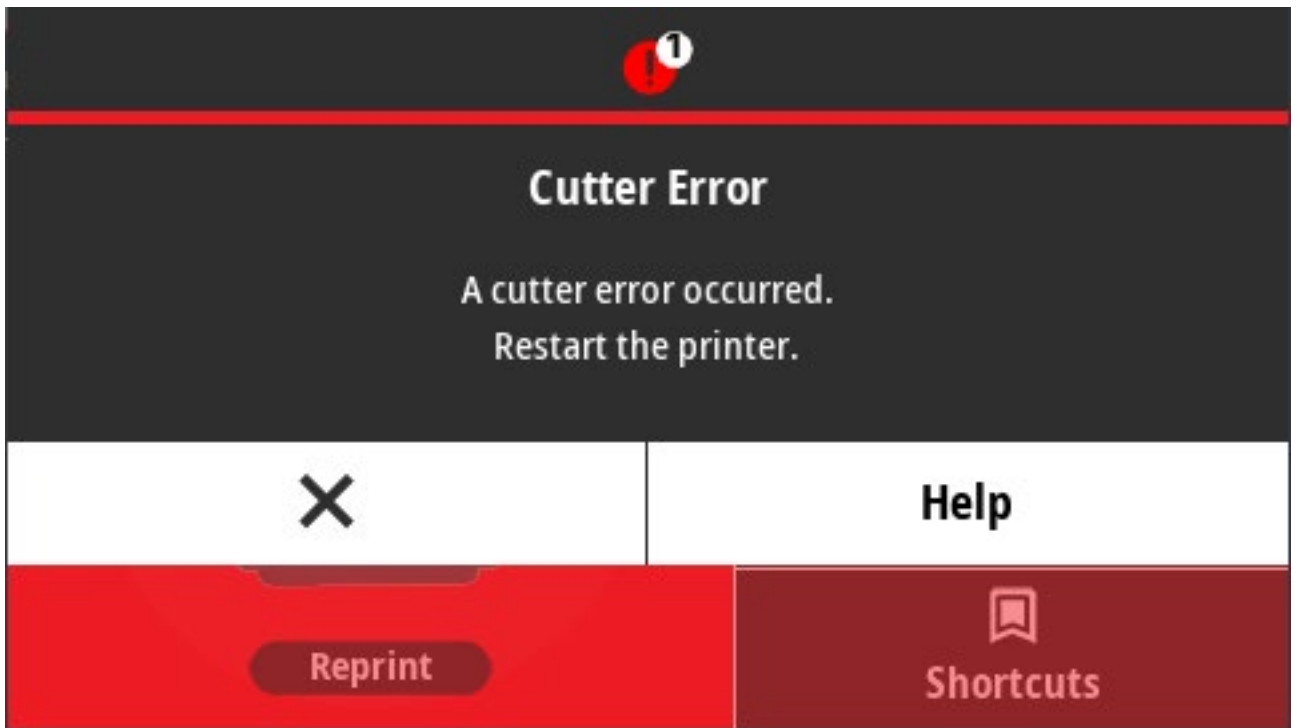 1
Cutter Error
A cutter error occurred.
Restart the printer.
Help
Reprint
Shortcuts